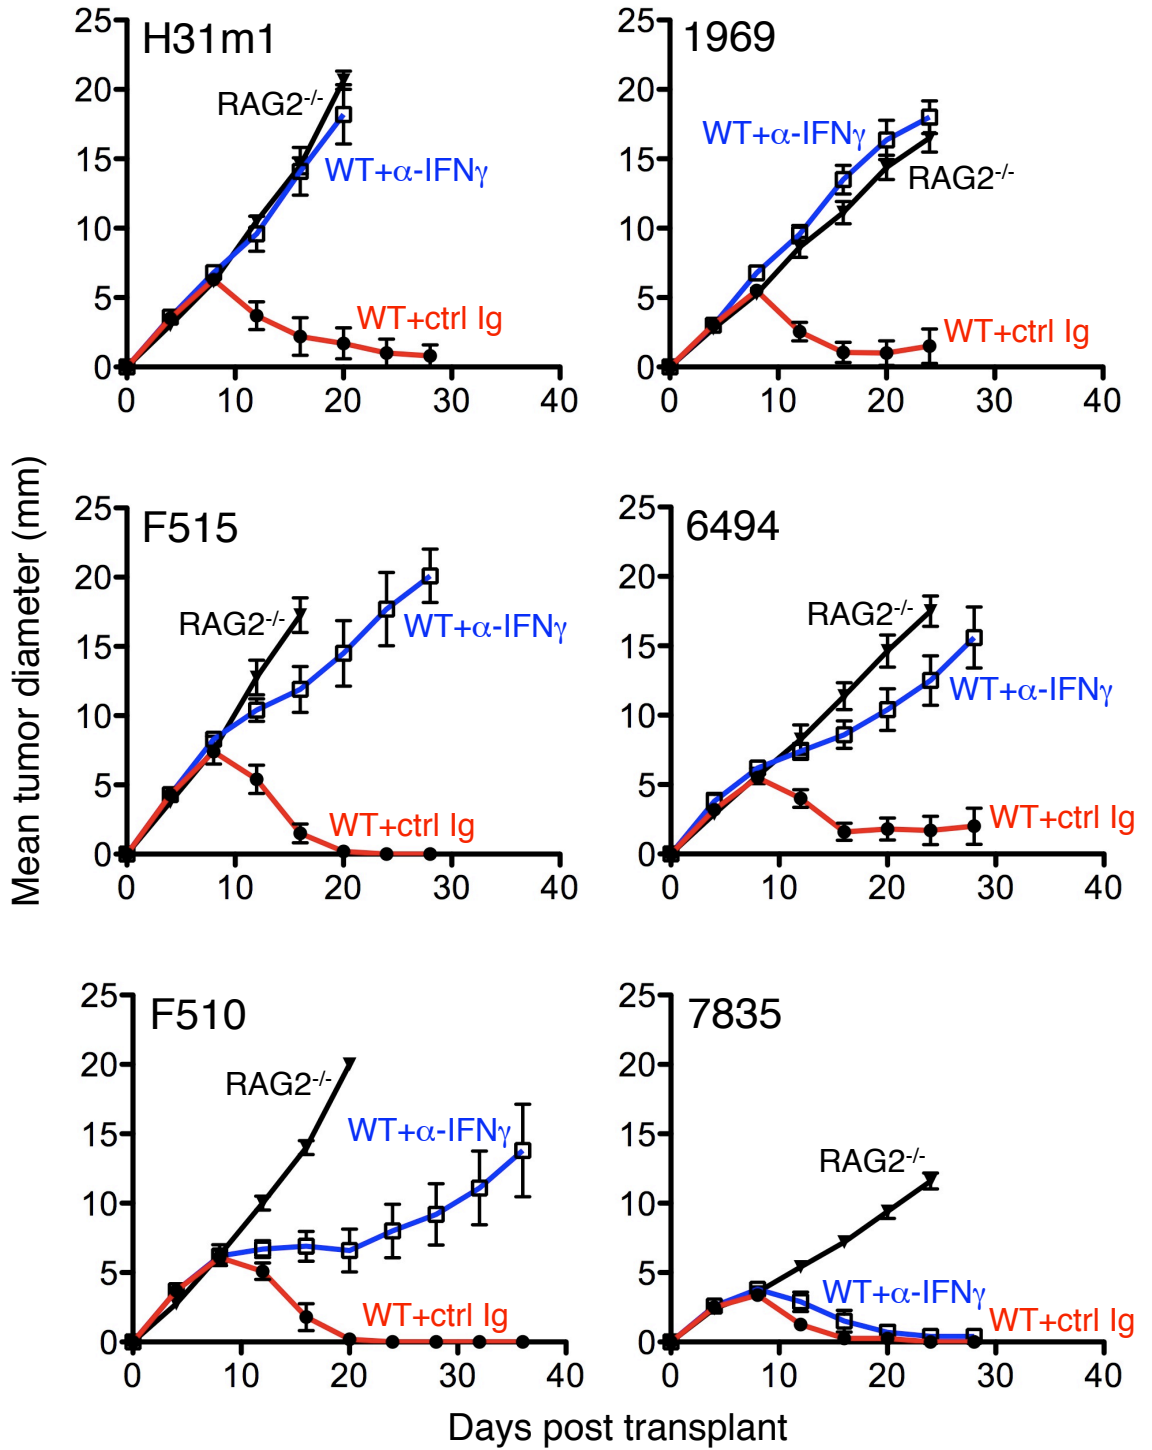 Mean tumor diameter (mm)
H31m1
25
20
15
10
5
0
RAG2-/-
WT+α-IFNγ
WT+ctrl Ig
0 10 20 30 40
1969
25
20
15
10
5
0
WT+α-IFNγ
RAG2-/-
WT+ctrl Ig
0 10 20 30 40
F515
25
20
15
10
5
0
RAG2-/-
WT+α-IFNγ
WT+ctrl Ig
0 10 20 30 40
6494
25
20
15
10
5
0
RAG2-/-
WT+α-IFNγ
WT+ctrl Ig
0 10 20 30 40
F510
25
20
15
10
5
0
RAG2-/-
WT+α-IFNγ
WT+ctrl Ig
0 10 20 30 40
7835
25
20
15
10
5
0
RAG2-/-
WT+α-IFNγ
WT+ctrl Ig
0 10 20 30 40
Days post transplant